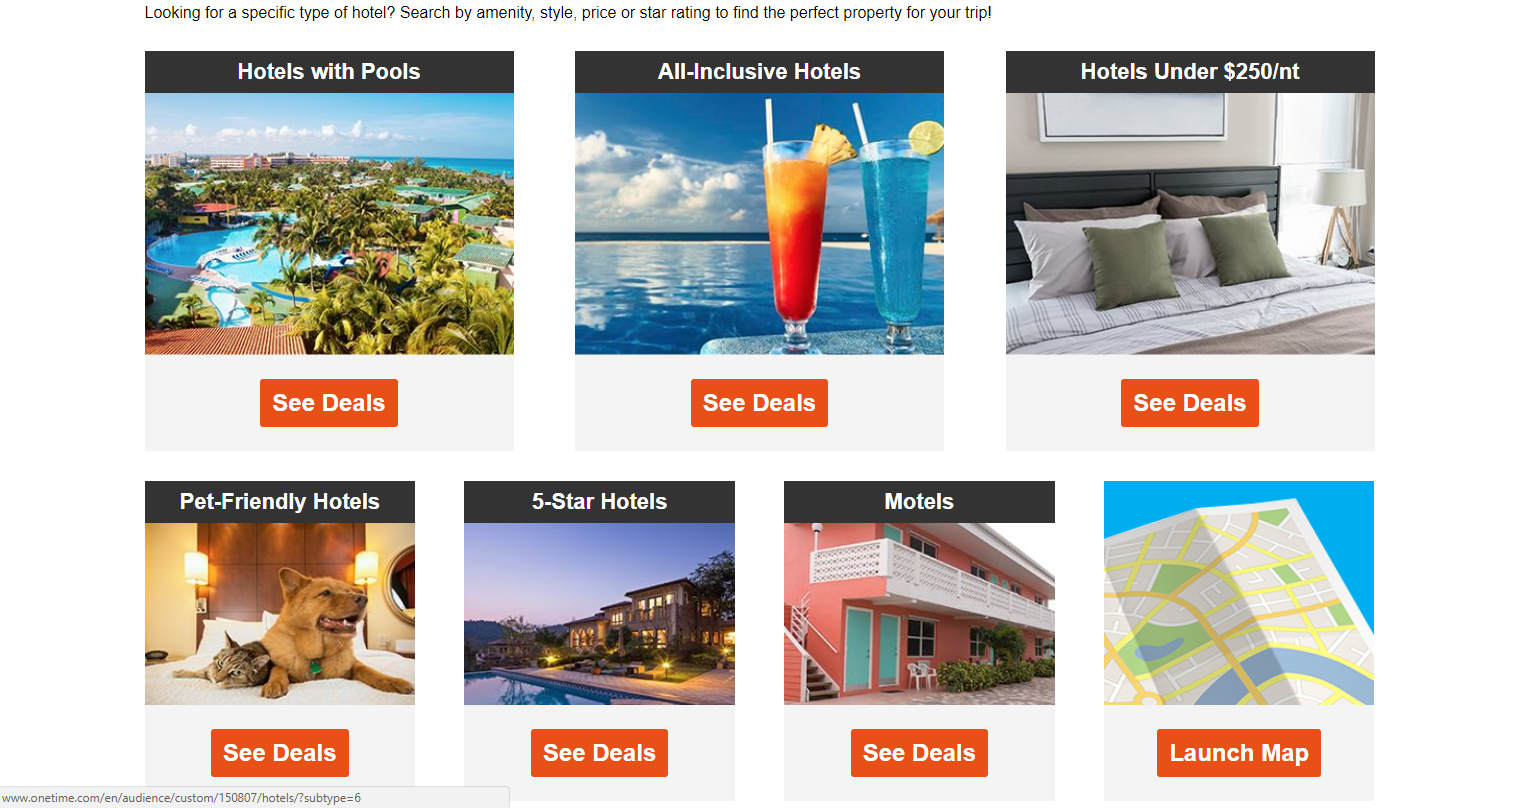 Looking for a specific type of hotel? Search by amenity, style, price or star rating to find the perfect property for your trip!
Hotels with Pools
All-Inclusive Hotels
Hotels Under $250/nt
See Deals
See Deals
See Deals
Pet-Friendly Hotels
5-Star Hotels
Motels
See Deals
See Deals
See Deals
Launch Map
www.onetime.com/en/audience/custom/150807/hotels/?subtype=6